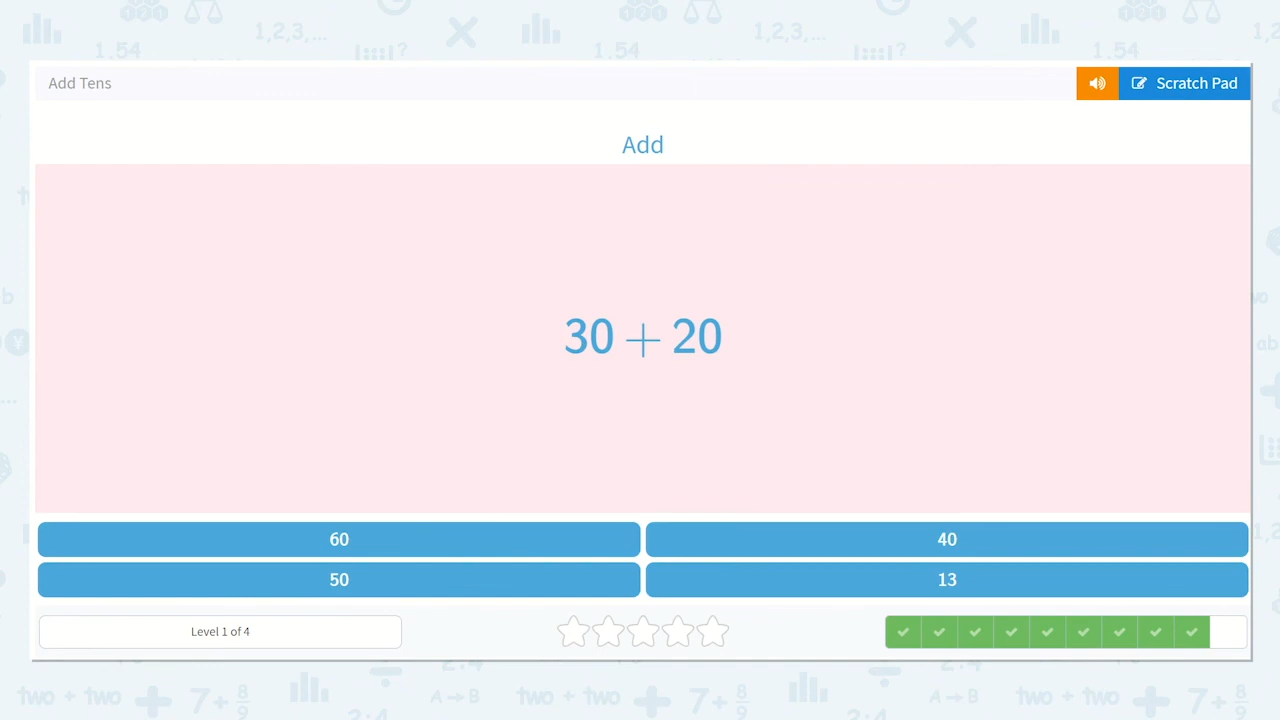 Add Tens
Scratch Pad
Add
30 + 20
60
40
50
13
Level 1 of 4